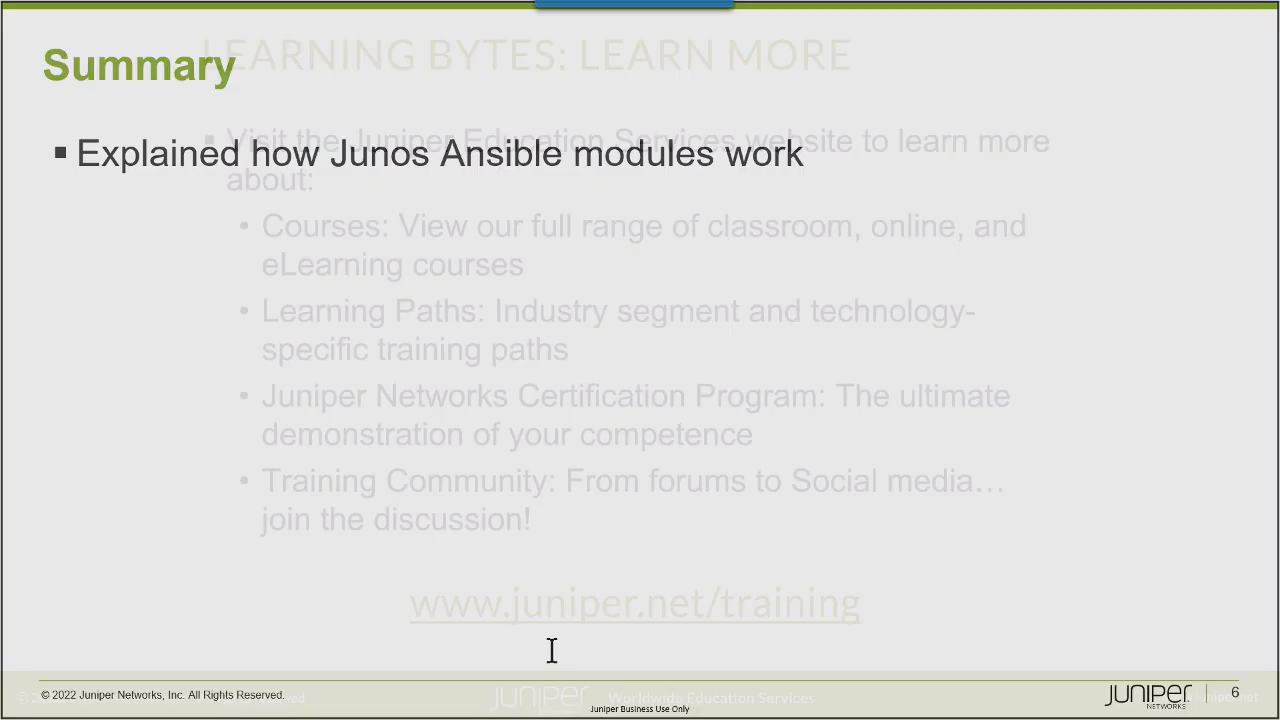 LEARNING BYTES: LEARN MORE
Summary
▪ Visit the Juniper Education Services website to learn more
▪ Explained how Junos Ansible modules work
about:
• Courses: View our full range of classroom, online, and
eLearning courses
• Learning Paths: Industry segment and technology-
specific training paths
• Juniper Networks Certification Program: The ultimate
demonstration of your competence
• Training Community: From forums to Social media…
join the discussion!
www.juniper.net/training
© 2022 Juniper Networks, Inc. All Rights Reserved.
JUNIPER
Worldwide Education Services
Juniper Business Use Only
JUNIPER
NETWORKS
6